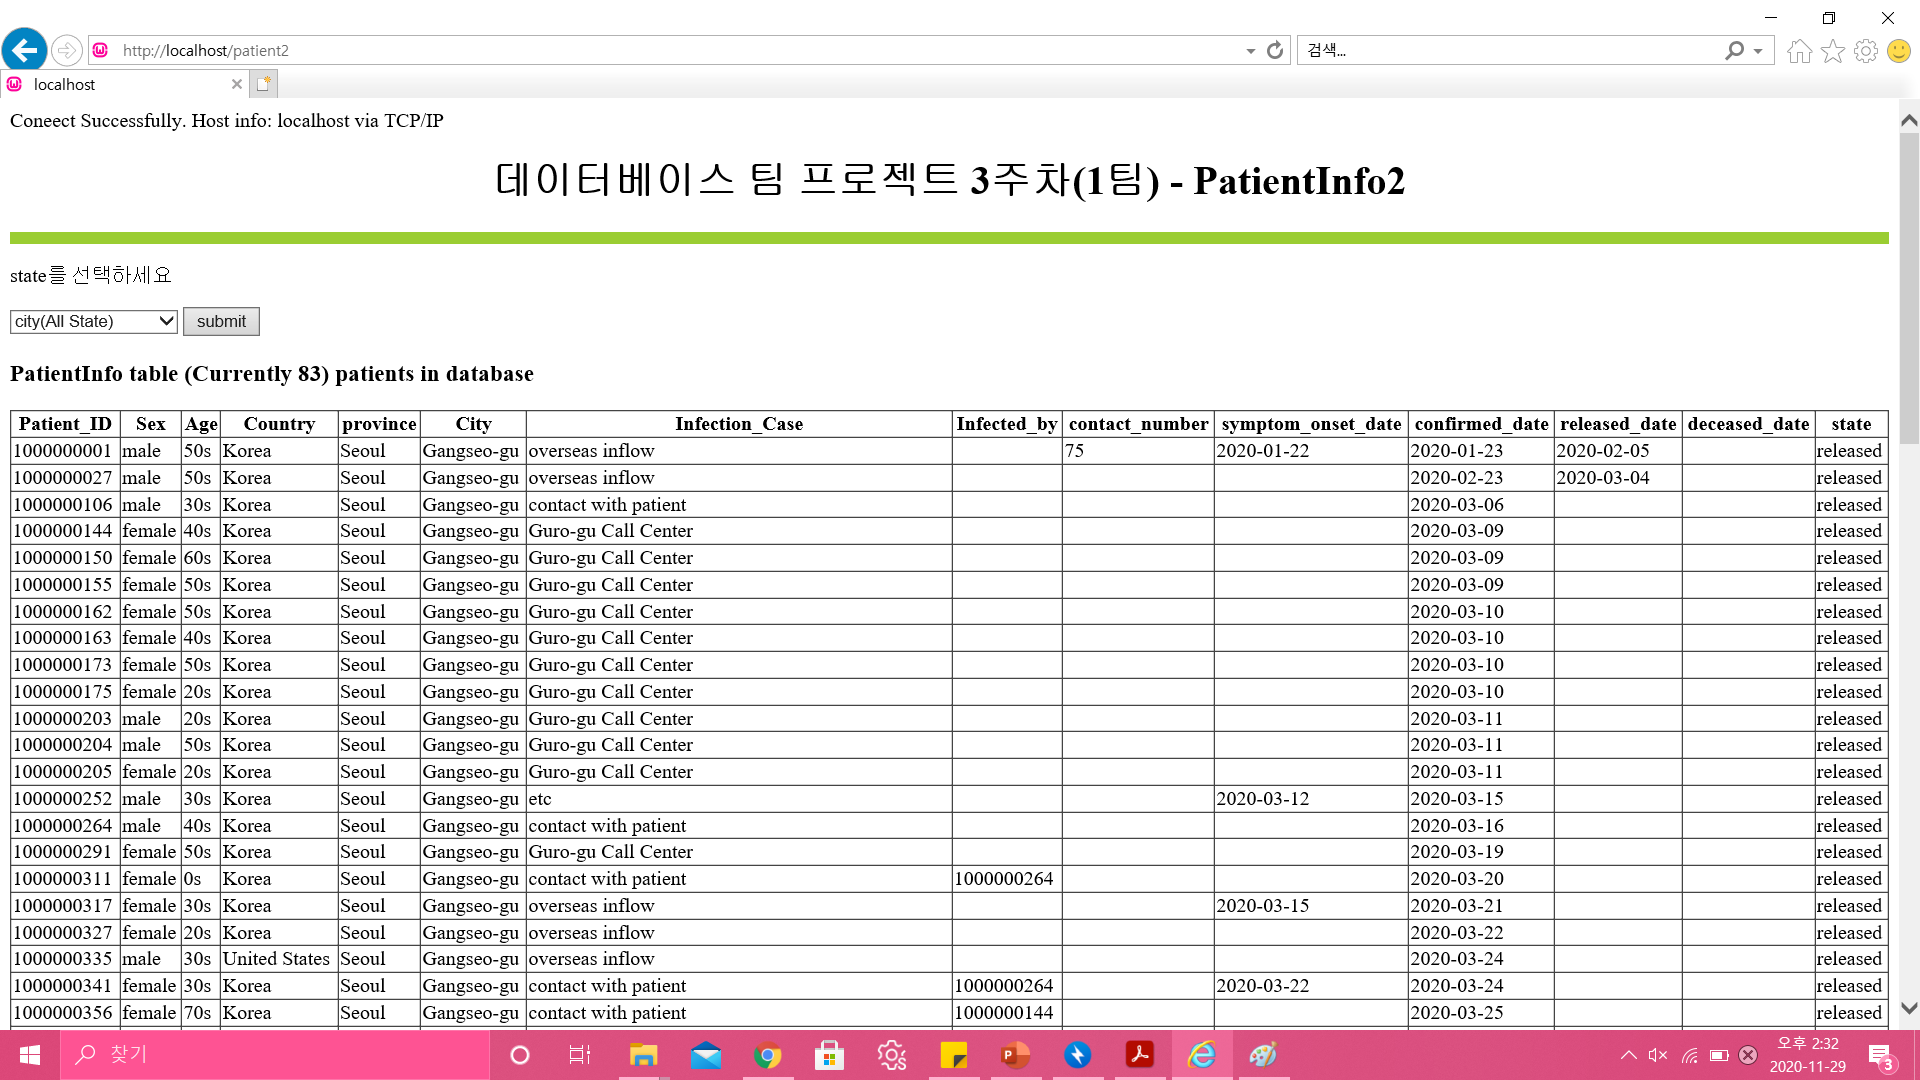 http://localhost/patient2
검색...
localhost
Coneect Successfully. Host info: localhost via TCP/IP
데이터베이스 팀 프로젝트 3주차(1팀) - PatientInfo2
state를 선택하세요
city(All State) submit
PatientInfo table (Currently 83) patients in database
Patient_ID Sex Age Country province City Infection_Case Infected_by contact_number symptom_onset_date confirmed_date released_date deceased_date state
1000000001 male 50s Korea Seoul Gangseo-gu overseas inflow 75 2020-01-22 2020-01-23 2020-02-05 released
1000000027 male 50s Korea Seoul Gangseo-gu overseas inflow 2020-02-23 2020-03-04 released
1000000106 male 30s Korea Seoul Gangseo-gu contact with patient 2020-03-06 released
1000000144 female 40s Korea Seoul Gangseo-gu Guro-gu Call Center 2020-03-09 released
1000000150 female 60s Korea Seoul Gangseo-gu Guro-gu Call Center 2020-03-09 released
1000000155 female 50s Korea Seoul Gangseo-gu Guro-gu Call Center 2020-03-09 released
1000000162 female 50s Korea Seoul Gangseo-gu Guro-gu Call Center 2020-03-10 released
1000000163 female 40s Korea Seoul Gangseo-gu Guro-gu Call Center 2020-03-10 released
1000000173 female 50s Korea Seoul Gangseo-gu Guro-gu Call Center 2020-03-10 released
1000000175 female 20s Korea Seoul Gangseo-gu Guro-gu Call Center 2020-03-10 released
1000000203 male 20s Korea Seoul Gangseo-gu Guro-gu Call Center 2020-03-11 released
1000000204 male 50s Korea Seoul Gangseo-gu Guro-gu Call Center 2020-03-11 released
1000000205 female 20s Korea Seoul Gangseo-gu Guro-gu Call Center 2020-03-11 released
1000000252 male 30s Korea Seoul Gangseo-gu etc 2020-03-12 2020-03-15 released
1000000264 male 40s Korea Seoul Gangseo-gu contact with patient 2020-03-16 released
1000000291 female 50s Korea Seoul Gangseo-gu Guro-gu Call Center 2020-03-19 released
1000000311 female 0s Korea Seoul Gangseo-gu contact with patient 1000000264 2020-03-20 released
1000000317 female 30s Korea Seoul Gangseo-gu overseas inflow 2020-03-15 2020-03-21 released
1000000327 female 20s Korea Seoul Gangseo-gu overseas inflow 2020-03-22 released
1000000335 male 30s United States Seoul Gangseo-gu overseas inflow 2020-03-24 released
1000000341 female 30s Korea Seoul Gangseo-gu contact with patient 1000000264 2020-03-22 2020-03-24 released
1000000356 female 70s Korea Seoul Gangseo-gu contact with patient 1000000144 2020-03-25 released
찾기
오후 2:32
2020-11-29
3